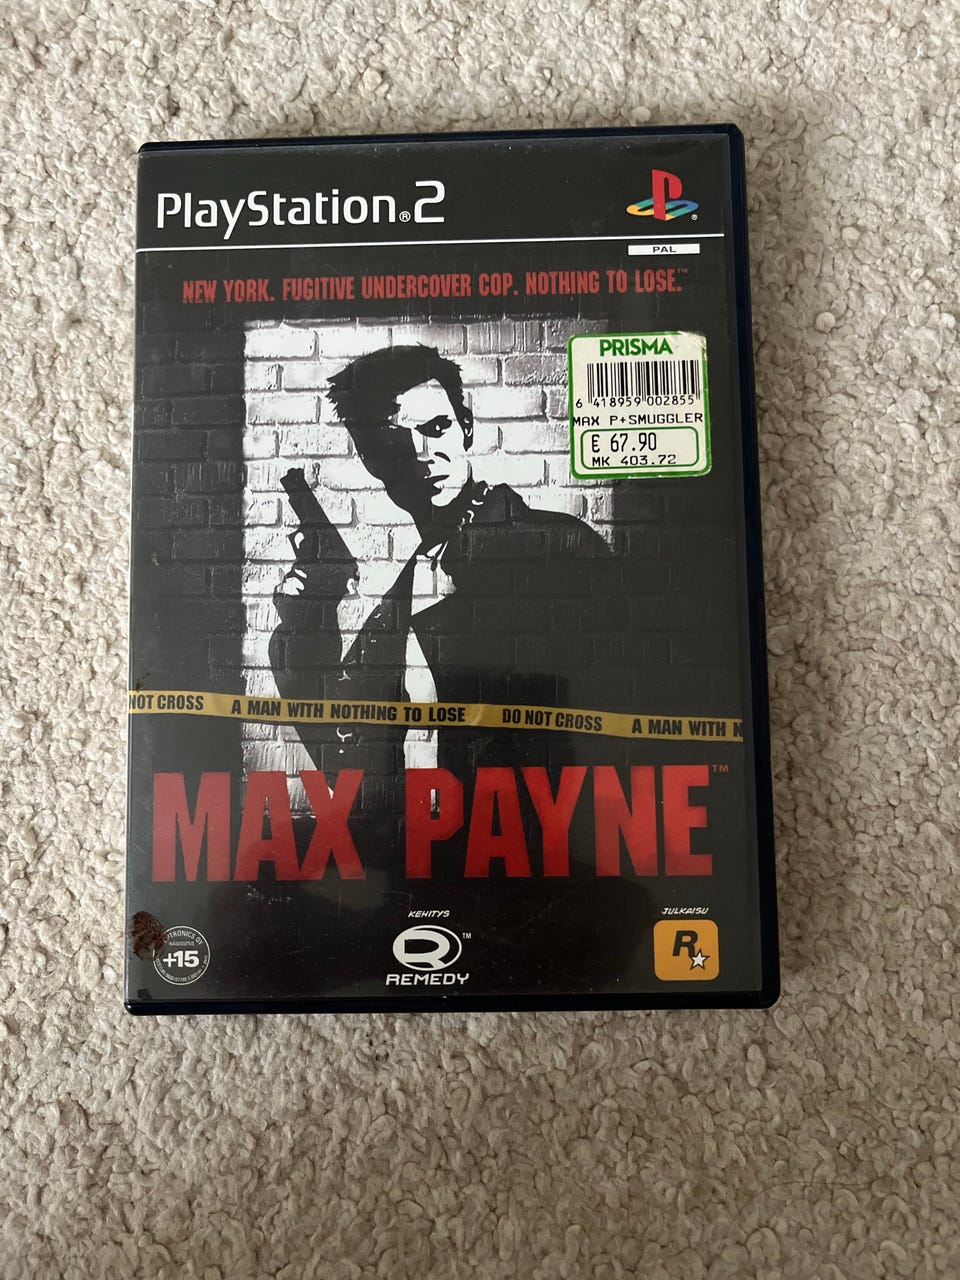 PlayStation®2
PAL
NEW YORK. FUGITIVE UNDERCOVER COP. NOTHING TO LOSE.™
PRISMA
6 418959 002855
MAX P+SMUGGLER
€ 67.90
MK 403.72
NOT CROSS A MAN WITH NOTHING TO LOSE DO NOT CROSS A MAN WITH N
MAX PAYNE™
KEHITYS
REMEDY™
JULKAISU
R
+15